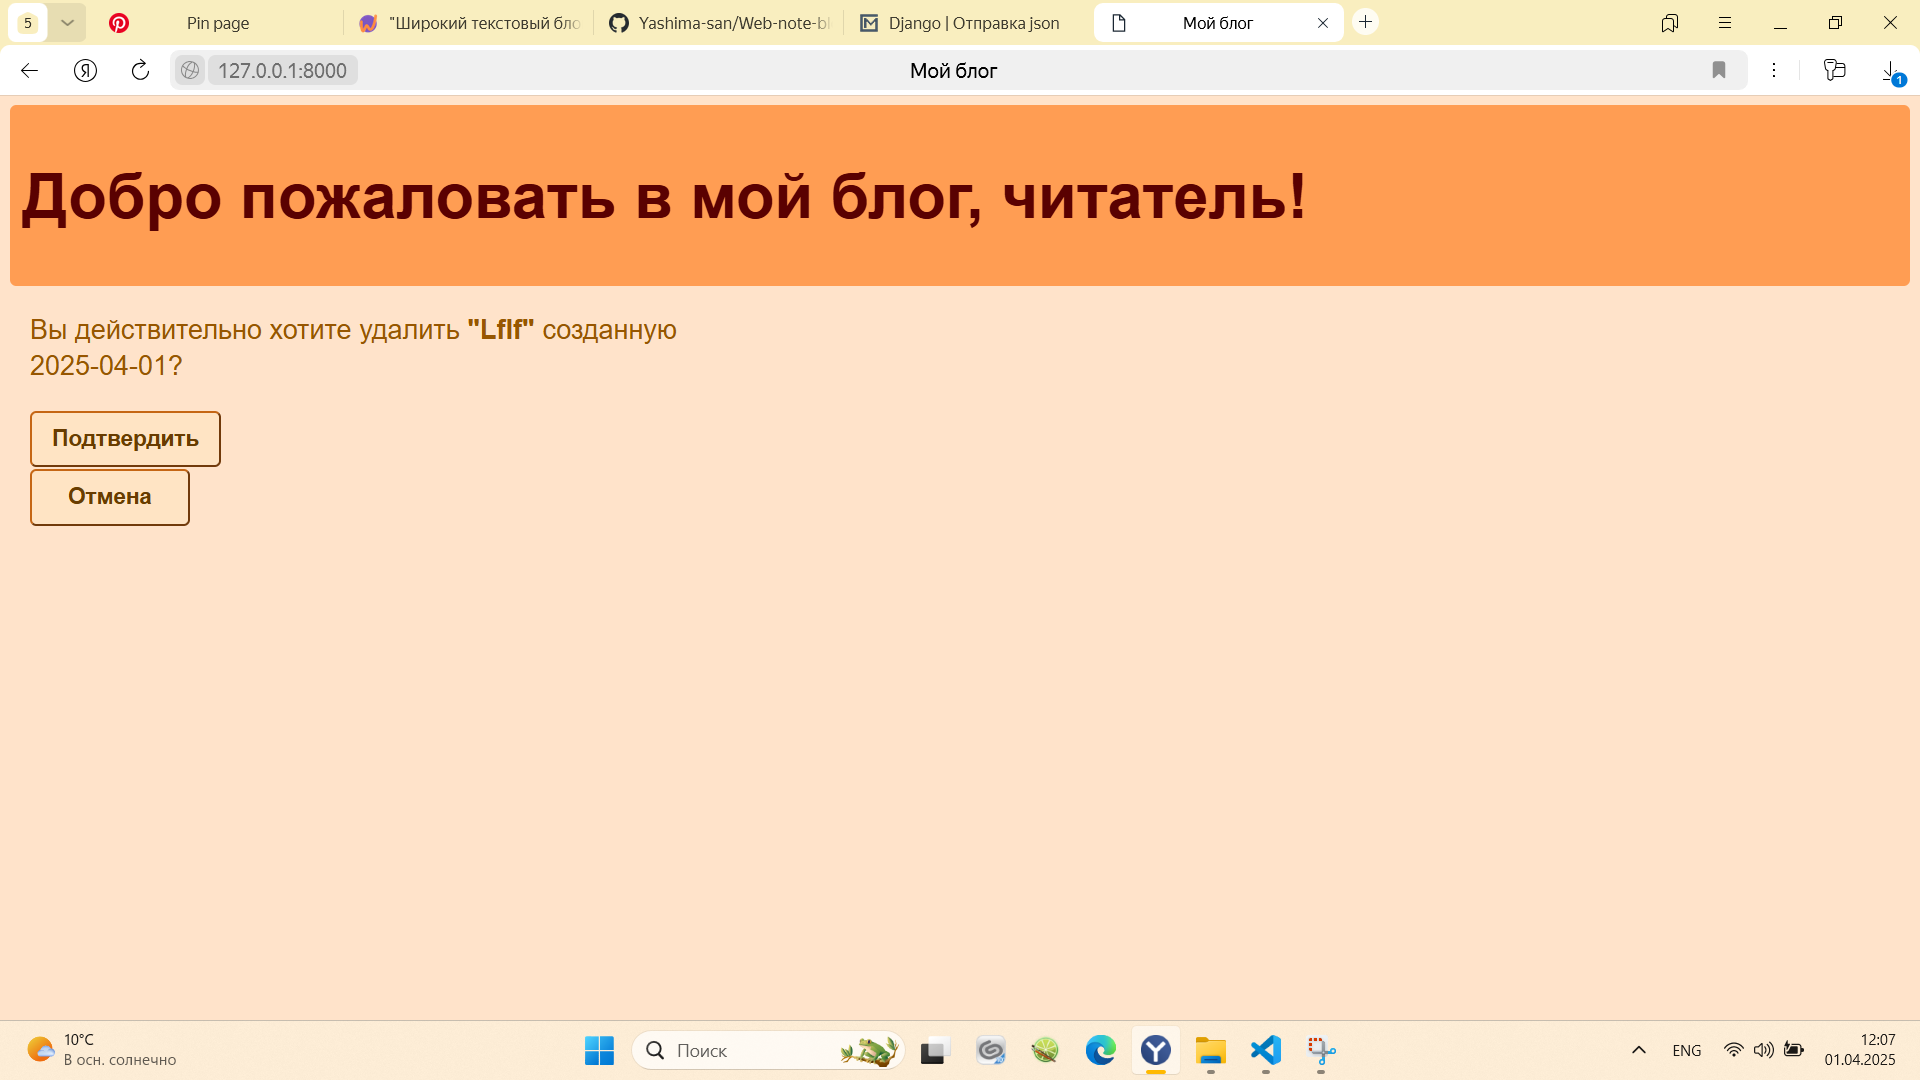 5
Pin page
"Широкий текстовый бло
Yashima-san/Web-note-bl
Django | Отправка json
Мой блог
Я
127.0.0.1:8000
Мой блог
1
Добро пожаловать в мой блог, читатель!
Вы действительно хотите удалить "Lflf" созданную
2025-04-01?
Подтвердить
Отмена
10°C
В осн. солнечно
Поиск
ENG
12:07
01.04.2025